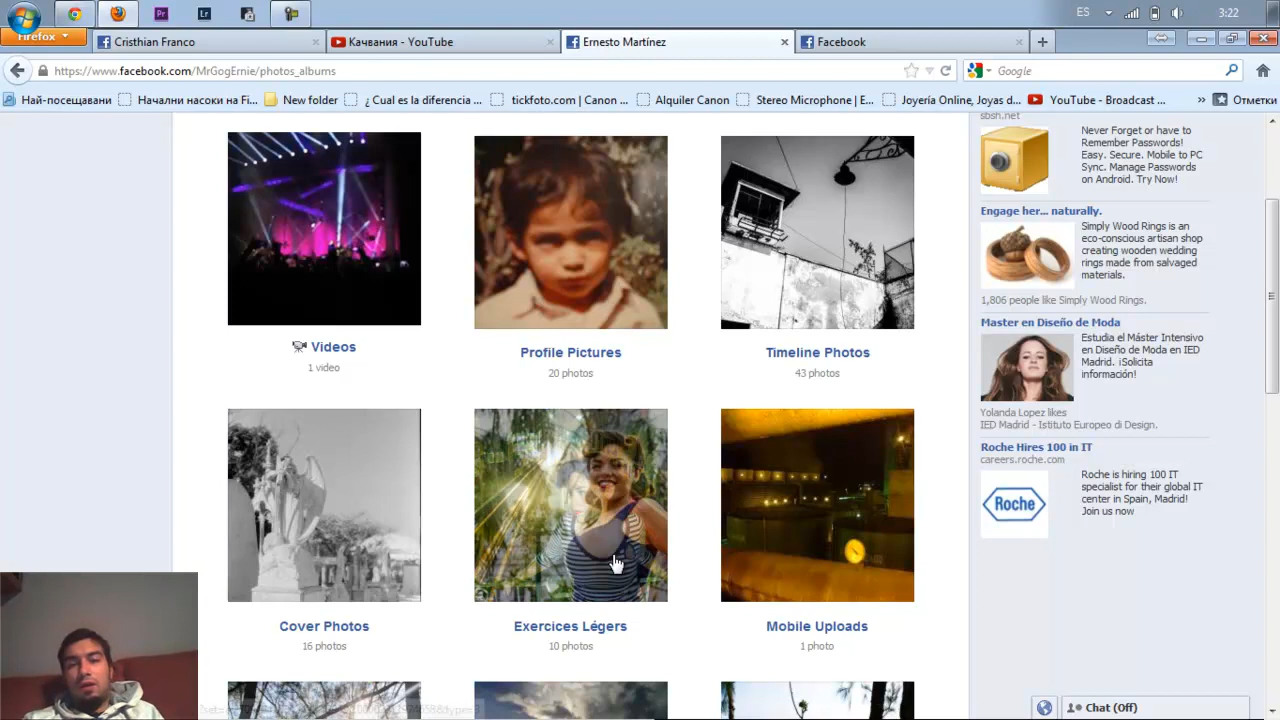 ES
3:22
Firefox
Cristhian Franco
Качвания - YouTube
Ernesto Martínez
Facebook
https://www.facebook.com/MrGogErnie/photos_albums
Google
Най-посещавани
Начални насоки на Fi...
New folder
¿ Cual es la diferencia ...
tickfoto.com | Canon ...
Alquiler Canon
Stereo Microphone | E...
Joyería Online, Joyas d...
YouTube - Broadcast ...
»
Отметки
Videos
1 video
Profile Pictures
20 photos
Timeline Photos
43 photos
Cover Photos
16 photos
Exercices Légers
10 photos
Mobile Uploads
1 photo
sbsh.net
Never Forget or have to
Remember Passwords!
Easy. Secure. Mobile to PC
Sync. Manage Passwords
on Android. Try Now!
Engage her... naturally.
Simply Wood Rings is an
eco-conscious artisan shop
creating wooden wedding
rings made from salvaged
materials.
1,806 people like Simply Wood Rings.
Master en Diseño de Moda
Estudia el Máster Intensivo
en Diseño de Moda en IED
Madrid. ¡Solicita
información!
Yolanda Lopez likes
IED Madrid - Istituto Europeo di Design.
Roche Hires 100 in IT
careers.roche.com
Roche
Roche is hiring 100 IT
specialist for their global IT
center in Spain, Madrid!
Join us now
Chat (Off)